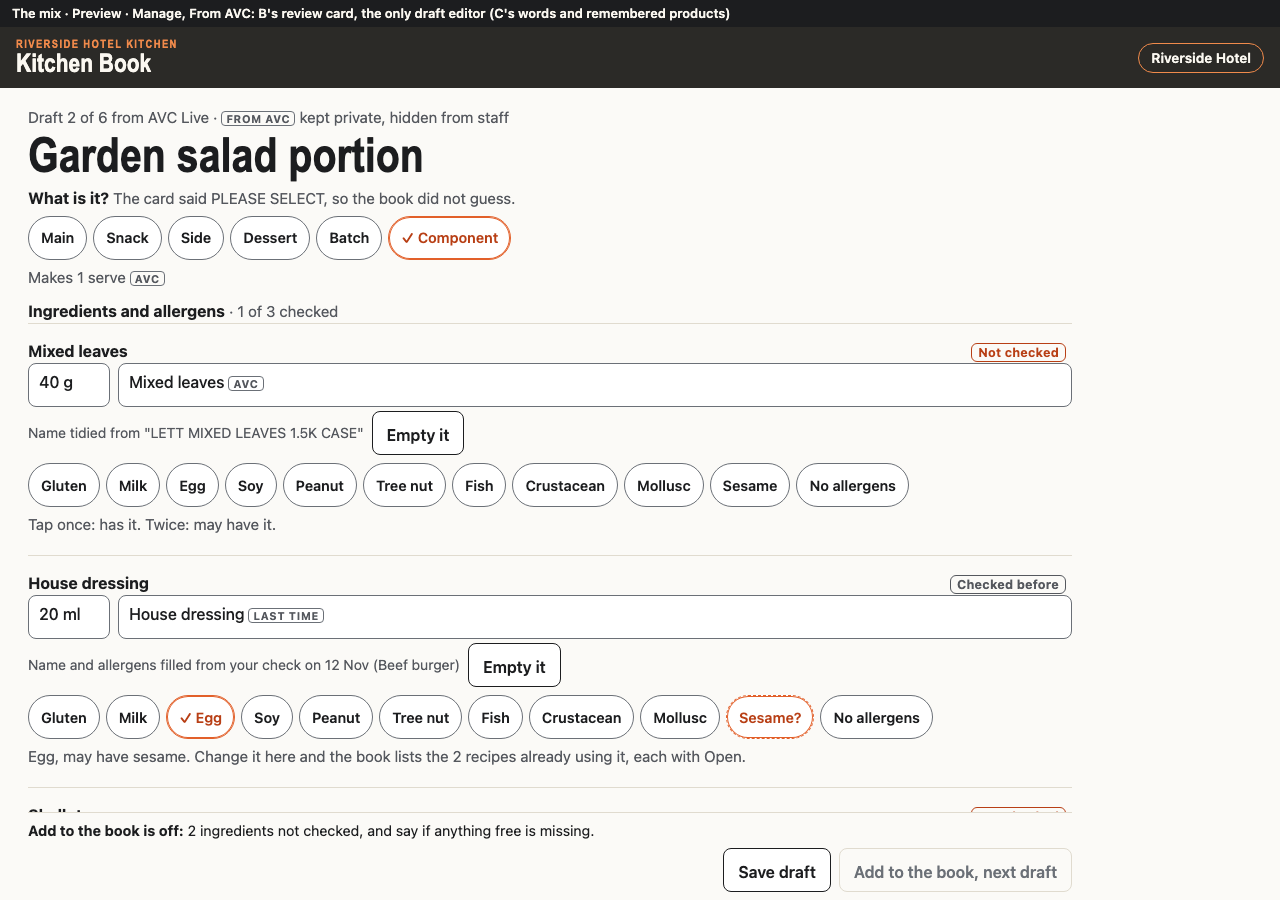 The mix · Preview · Manage, From AVC: B's review card, the only draft editor (C's words and remembered products)
RIVERSIDE HOTEL KITCHEN
Kitchen Book
Riverside Hotel
Draft 2 of 6 from AVC Live · FROM AVC kept private, hidden from staff
Garden salad portion
What is it? The card said PLEASE SELECT, so the book did not guess.
Main Snack Side Dessert Batch ✓ Component
Makes 1 serve AVC
Ingredients and allergens · 1 of 3 checked
Mixed leaves Not checked
40 g Mixed leaves AVC
Name tidied from "LETT MIXED LEAVES 1.5K CASE" Empty it
Gluten Milk Egg Soy Peanut Tree nut Fish Crustacean Mollusc Sesame No allergens
Tap once: has it. Twice: may have it.
House dressing Checked before
20 ml House dressing LAST TIME
Name and allergens filled from your check on 12 Nov (Beef burger) Empty it
Gluten Milk ✓ Egg Soy Peanut Tree nut Fish Crustacean Mollusc Sesame? No allergens
Egg, may have sesame. Change it here and the book lists the 2 recipes already using it, each with Open.
Add to the book is off: 2 ingredients not checked, and say if anything free is missing.
Save draft Add to the book, next draft